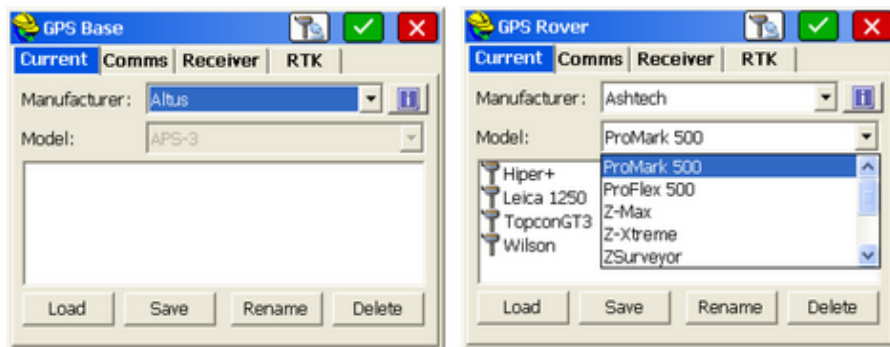 GPS Base
Current Comms Receiver RTK
Manufacturer: Altus
Model: APS-3
Load Save Rename Delete
GPS Rover
Current Comms Receiver RTK
Manufacturer: Ashtech
Model: ProMark 500
ProMark 500
ProFlex 500
Z-Max
Z-Xtreme
ZSurveyor
Hiper+
Leica 1250
TopconGT3
Wilson
Load Save Rename Delete